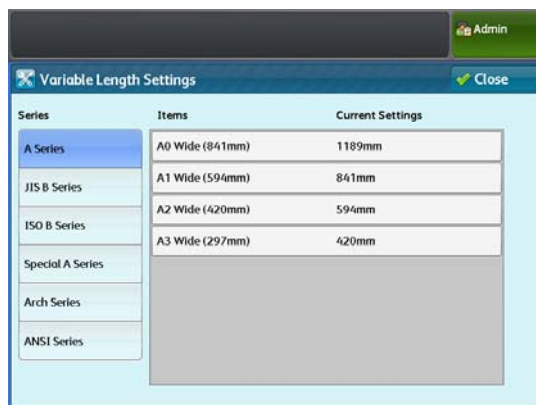 Admin
Variable Length Settings
Close
Series Items Current Settings
A Series
JIS B Series
ISO B Series
Special A Series
Arch Series
ANSI Series
A0 Wide (841mm) 1189mm
A1 Wide (594mm) 841mm
A2 Wide (420mm) 594mm
A3 Wide (297mm) 420mm